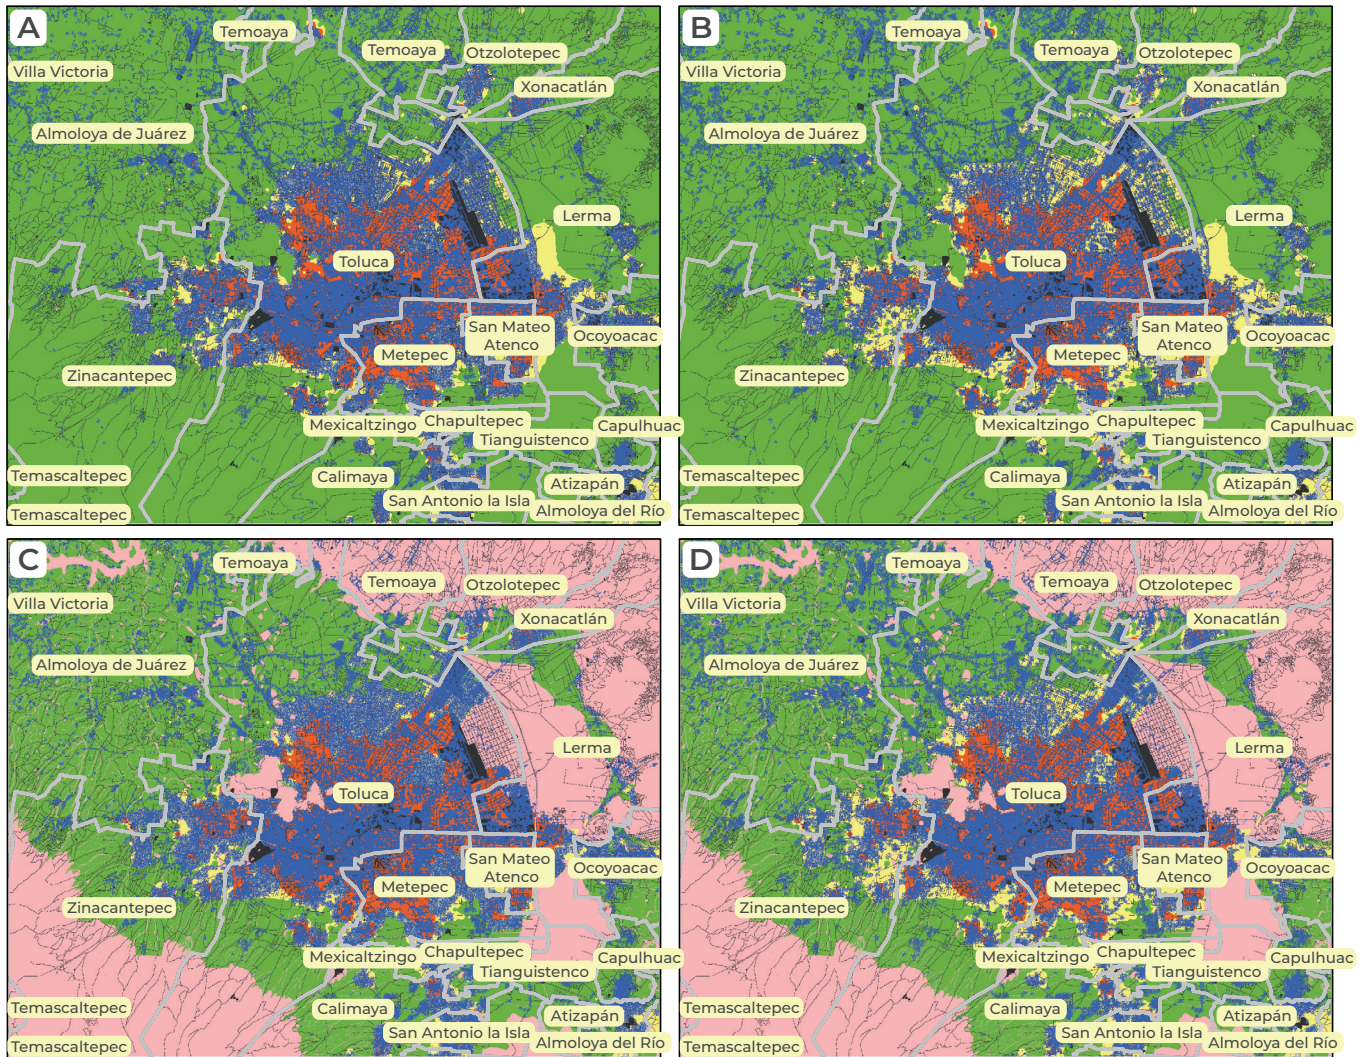 A
Temoaya
Temoaya
Otzolotepec
Villa Victoria
Xonacatlán
Almoloya de Juárez
Lerma
Toluca
San Mateo
Atenco
Ocoyoacac
Metepec
Zinacantepec
Mexicaltzingo
Chapultepec
Capulhuac
Tianguistenco
Temascaltepec
Calimaya
Atizapán
San Antonio la Isla
Almoloya del Río
Temascaltepec
B
Temoaya
Temoaya
Otzolotepec
Villa Victoria
Xonacatlán
Almoloya de Juárez
Lerma
Toluca
San Mateo
Atenco
Ocoyoacac
Metepec
Zinacantepec
Mexicaltzingo
Chapultepec
Capulhuac
Tianguistenco
Temascaltepec
Calimaya
Atizapán
San Antonio la Isla
Almoloya del Río
Temascaltepec
C
Temoaya
Temoaya
Otzolotepec
Villa Victoria
Xonacatlán
Almoloya de Juárez
Lerma
Toluca
San Mateo
Atenco
Ocoyoacac
Metepec
Zinacantepec
Mexicaltzingo
Chapultepec
Capulhuac
Tianguistenco
Temascaltepec
Calimaya
Atizapán
San Antonio la Isla
Almoloya del Río
Temascaltepec
D
Temoaya
Temoaya
Otzolotepec
Villa Victoria
Xonacatlán
Almoloya de Juárez
Lerma
Toluca
San Mateo
Atenco
Ocoyoacac
Metepec
Zinacantepec
Mexicaltzingo
Chapultepec
Capulhuac
Tianguistenco
Temascaltepec
Calimaya
Atizapán
San Antonio la Isla
Almoloya del Río
Temascaltepec